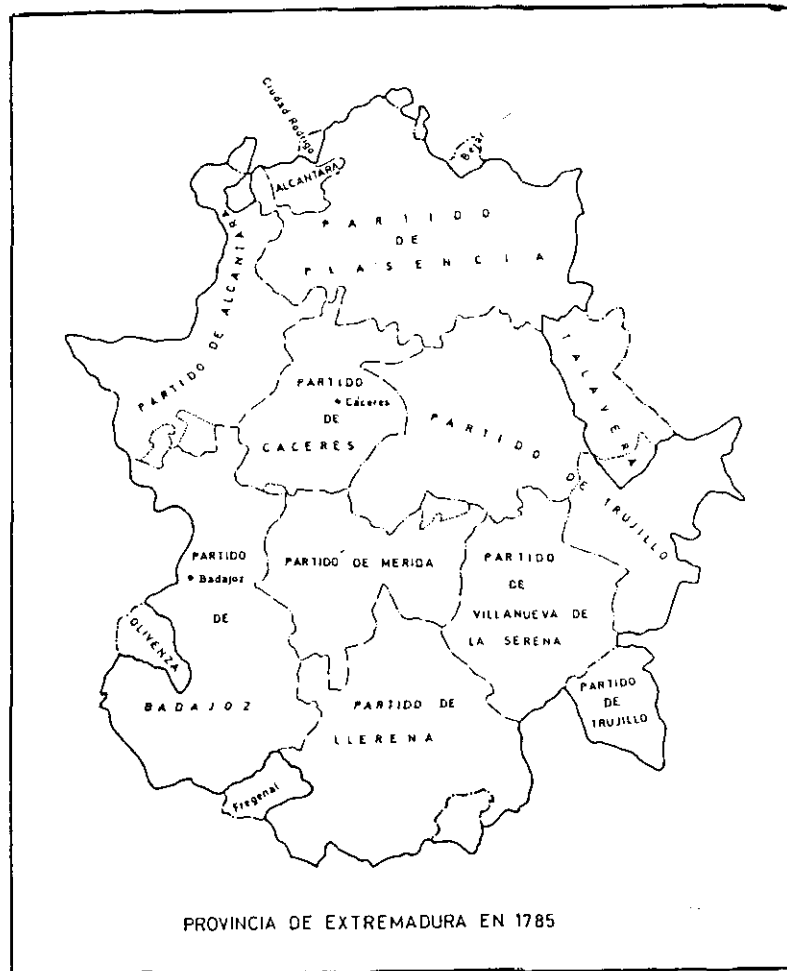 Ciudad Rodrigo
Bejar
ALCANTARA
PARTIDO
DE
PLASENCIA
PARTIDO DE ALCANTARA
TALAVERA
PARTIDO
Cáceres
DE
CACERES
PARTIDO DE TRUJILLO
PARTIDO
Badajoz
DE
BADAJOZ
PARTIDO DE MERIDA
PARTIDO
DE
VILLANUEVA DE
LA SERENA
OLIVENZA
PARTIDO DE
LLERENA
PARTIDO
DE
TRUJILLO
Fregenal
PROVINCIA DE EXTREMADURA EN 1785